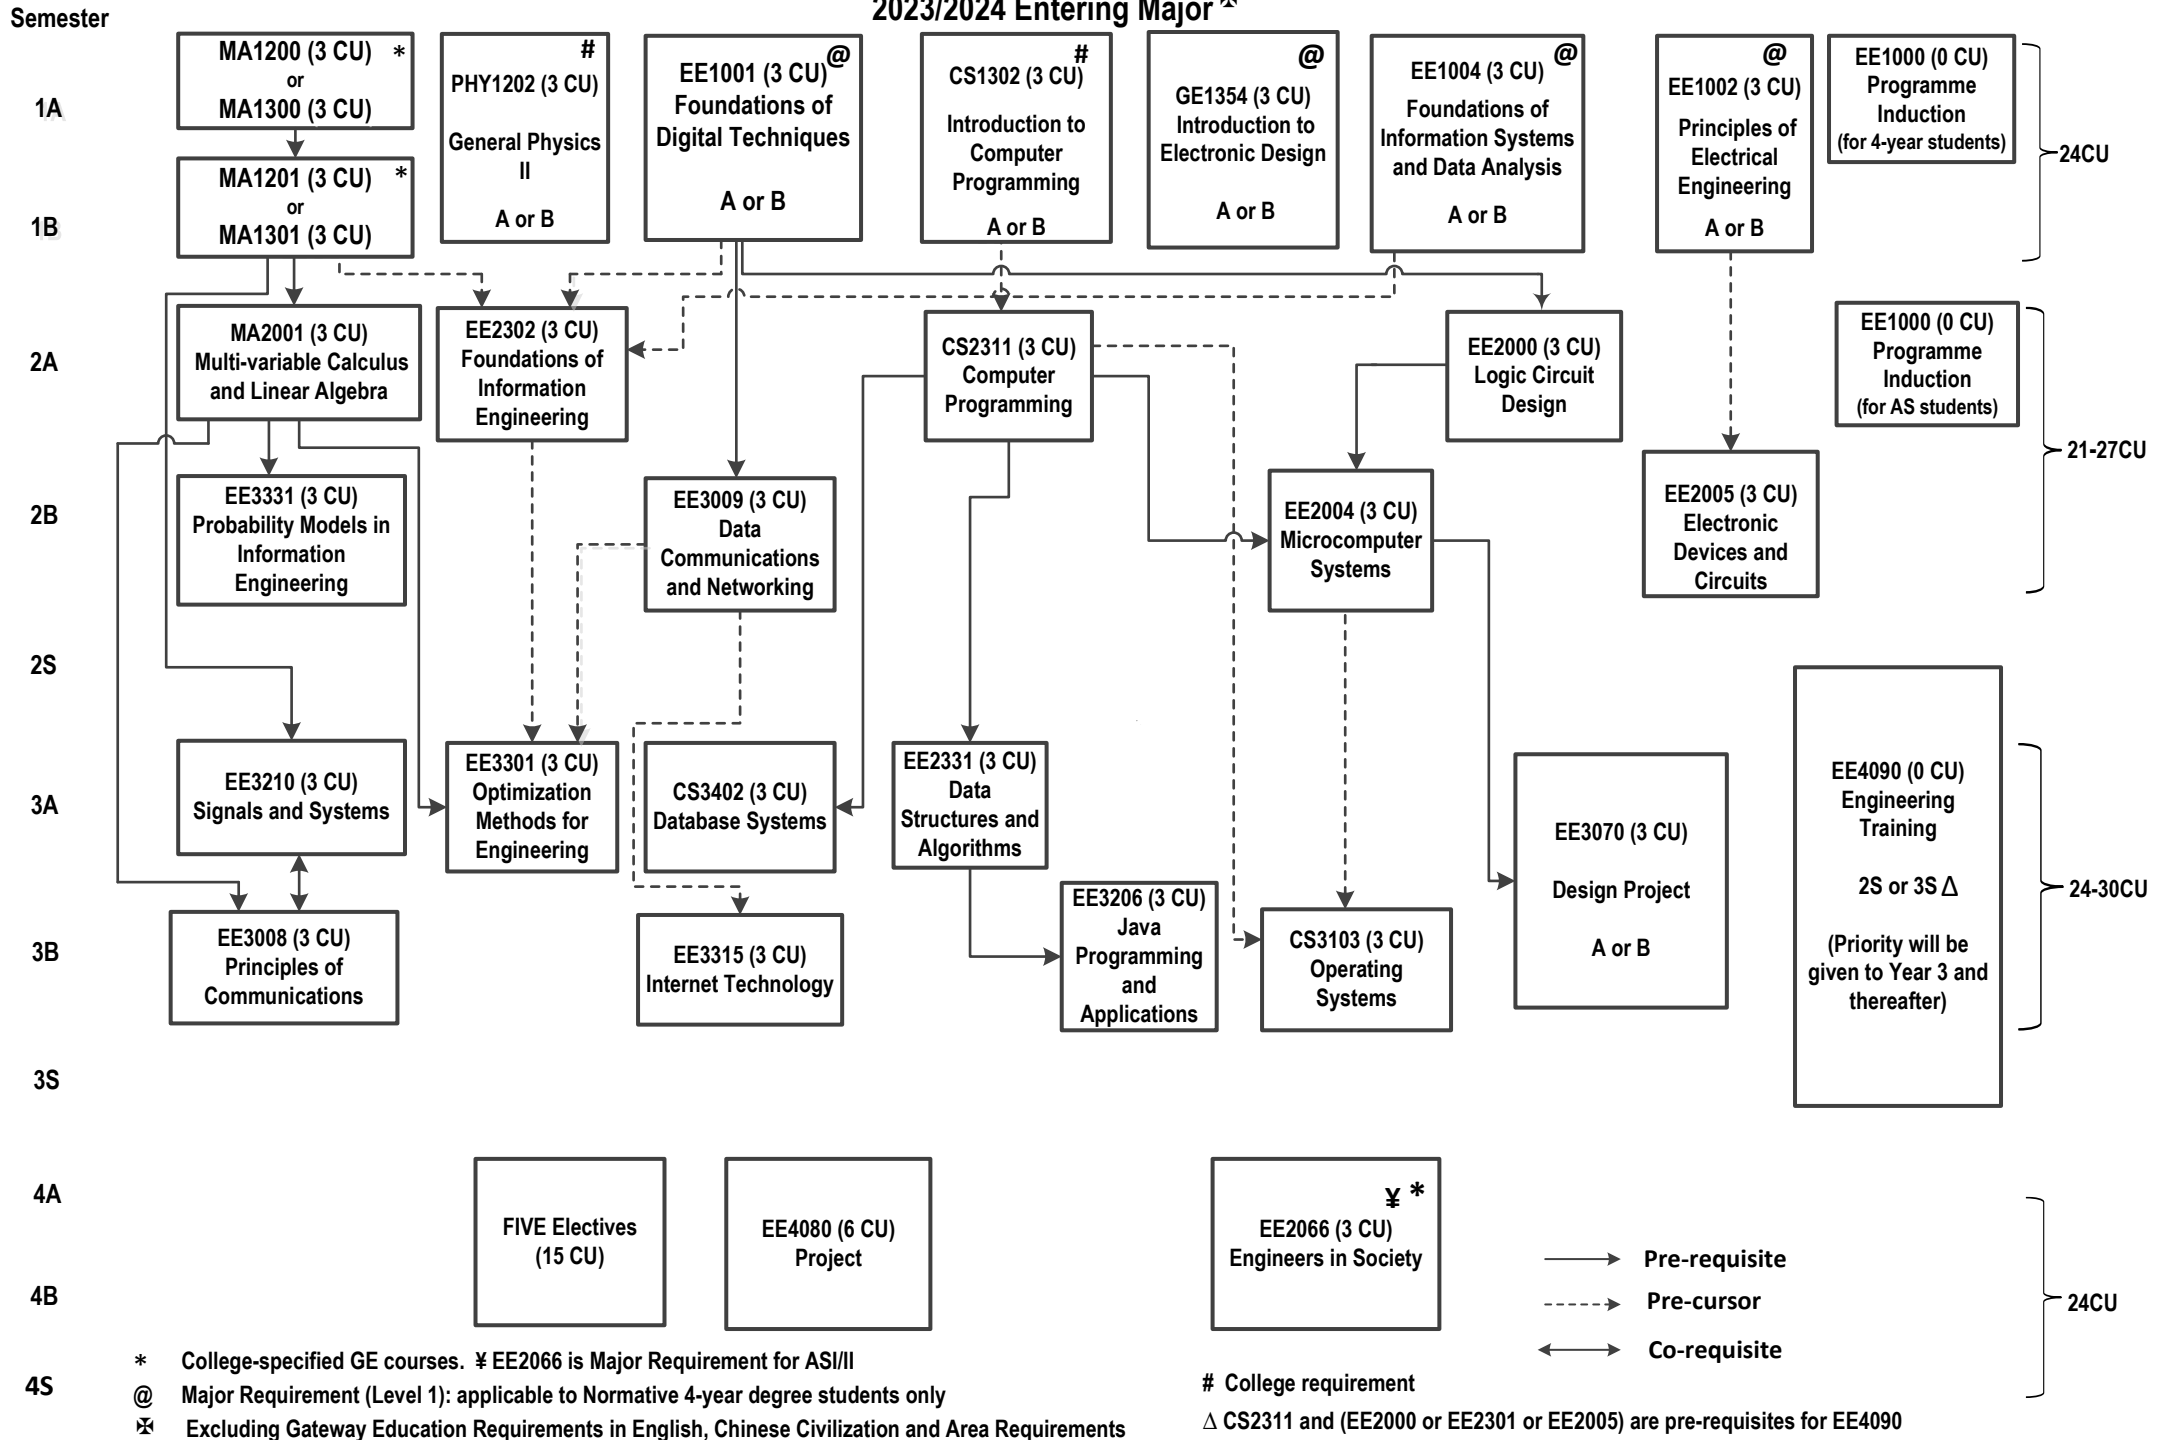 2023/2024 Entering Major ✠
Semester
1A
1B
2A
2B
2S
3A
3B
3S
4A
4B
4S
MA1200 (3 CU) *
or
MA1300 (3 CU)
MA1201 (3 CU) *
or
MA1301 (3 CU)
#
PHY1202 (3 CU)
General Physics
II
A or B
@
EE1001 (3 CU)
Foundations of
Digital Techniques
A or B
#
CS1302 (3 CU)
Introduction to
Computer
Programming
A or B
@
GE1354 (3 CU)
Introduction to
Electronic Design
A or B
@
EE1004 (3 CU)
Foundations of
Information Systems
and Data Analysis
A or B
@
EE1002 (3 CU)
Principles of
Electrical
Engineering
A or B
EE1000 (0 CU)
Programme
Induction
(for 4-year students)
24CU
MA2001 (3 CU)
Multi-variable Calculus
and Linear Algebra
EE2302 (3 CU)
Foundations of
Information
Engineering
CS2311 (3 CU)
Computer
Programming
EE2000 (3 CU)
Logic Circuit
Design
EE1000 (0 CU)
Programme
Induction
(for AS students)
21-27CU
EE3331 (3 CU)
Probability Models in
Information
Engineering
EE3009 (3 CU)
Data
Communications
and Networking
EE2004 (3 CU)
Microcomputer
Systems
EE2005 (3 CU)
Electronic
Devices and
Circuits
EE3210 (3 CU)
Signals and Systems
EE3301 (3 CU)
Optimization
Methods for
Engineering
CS3402 (3 CU)
Database Systems
EE2331 (3 CU)
Data
Structures and
Algorithms
EE3070 (3 CU)
Design Project
A or B
EE4090 (0 CU)
Engineering
Training
2S or 3S Δ
(Priority will be
given to Year 3 and
thereafter)
24-30CU
EE3008 (3 CU)
Principles of
Communications
EE3315 (3 CU)
Internet Technology
EE3206 (3 CU)
Java
Programming
and
Applications
CS3103 (3 CU)
Operating
Systems
FIVE Electives
(15 CU)
EE4080 (6 CU)
Project
¥ *
EE2066 (3 CU)
Engineers in Society
Pre-requisite
Pre-cursor
Co-requisite
24CU
* College-specified GE courses. ¥ EE2066 is Major Requirement for ASI/II
@ Major Requirement (Level 1): applicable to Normative 4-year degree students only
✠ Excluding Gateway Education Requirements in English, Chinese Civilization and Area Requirements
# College requirement
Δ CS2311 and (EE2000 or EE2301 or EE2005) are pre-requisites for EE4090